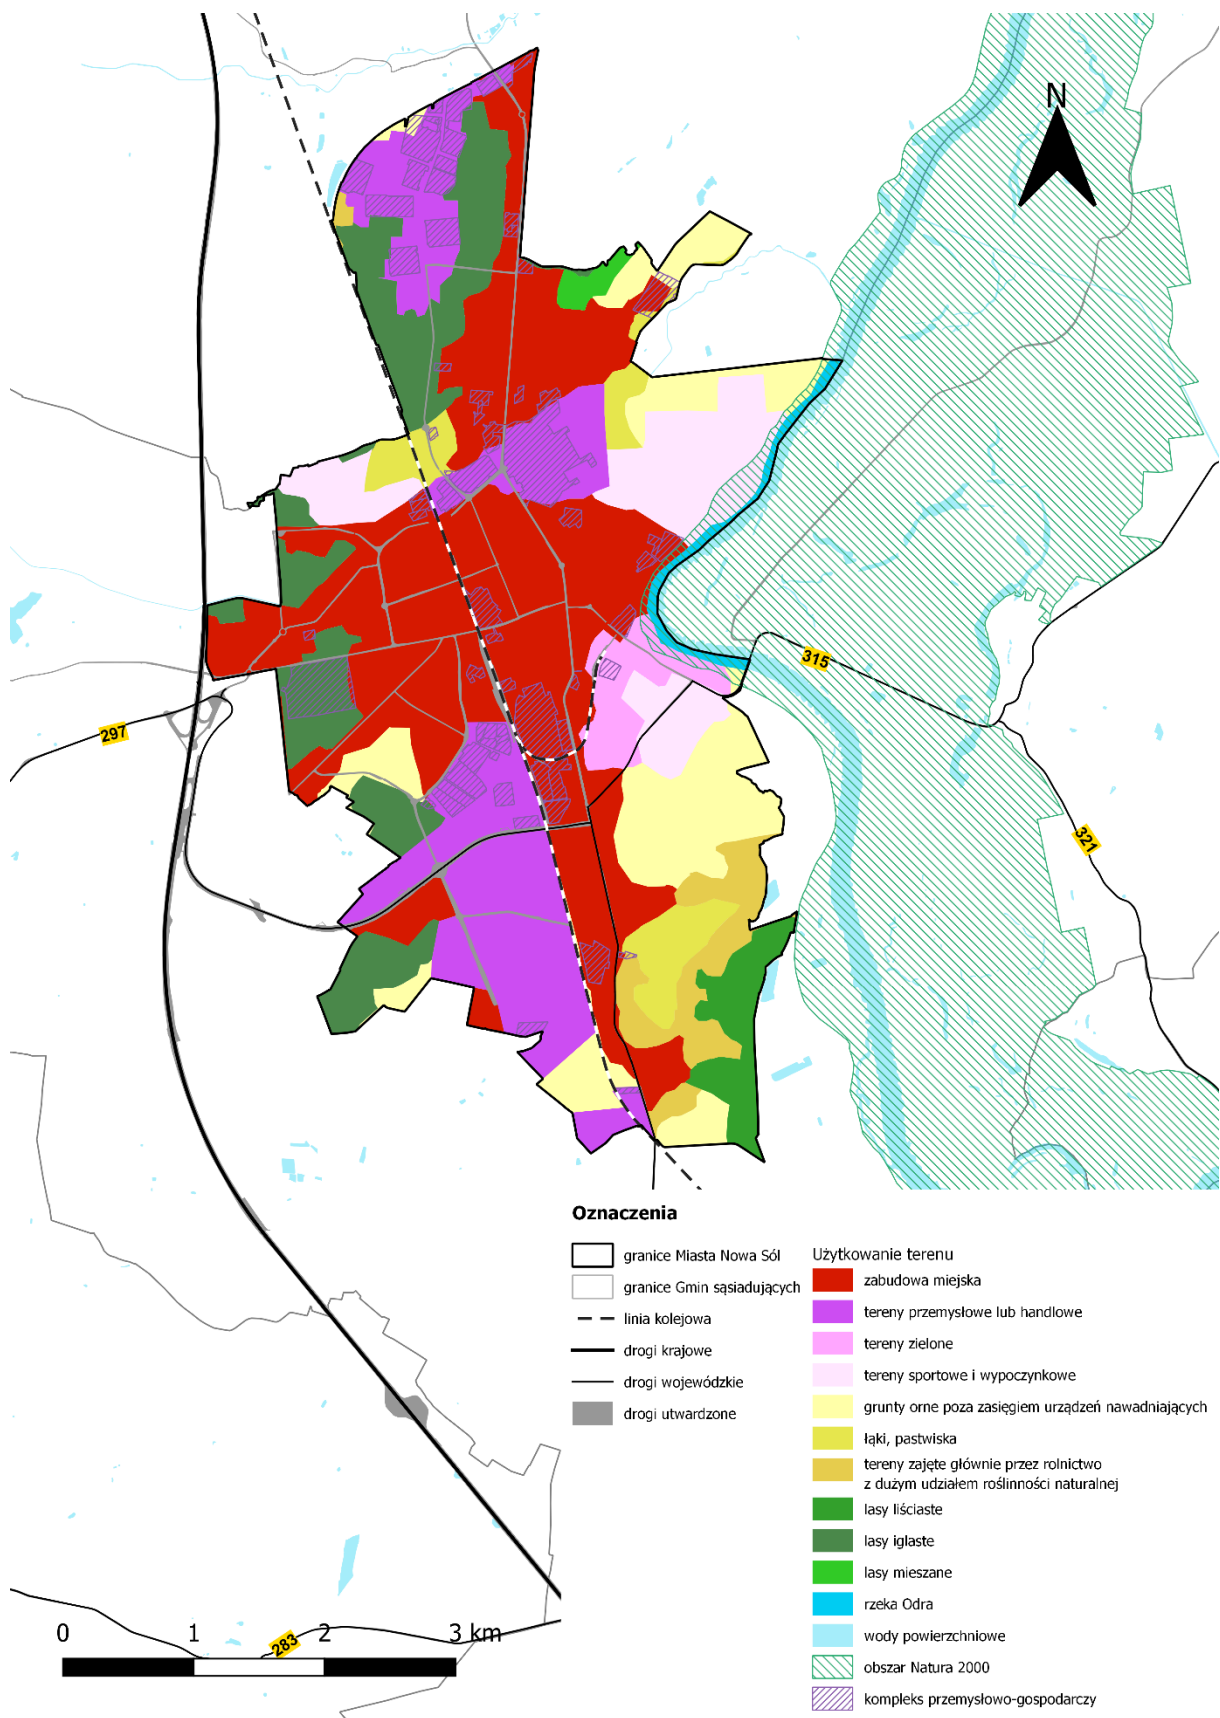 N
315
297
321
Oznaczenia
granice Miasta Nowa Sól
granice Gmin sąsiadujących
linia kolejowa
drogi krajowe
drogi wojewódzkie
drogi utwardzone
Użytkowanie terenu
zabudowa miejska
tereny przemysłowe lub handlowe
tereny zielone
tereny sportowe i wypoczynkowe
grunty orne poza zasięgiem urządzeń nawadniających
łąki, pastwiska
tereny zajęte głównie przez rolnictwo
z dużym udziałem roślinności naturalnej
lasy liściaste
lasy iglaste
lasy mieszane
rzeka Odra
wody powierzchniowe
obszar Natura 2000
kompleks przemysłowo-gospodarczy
0 1 2 3 km
283